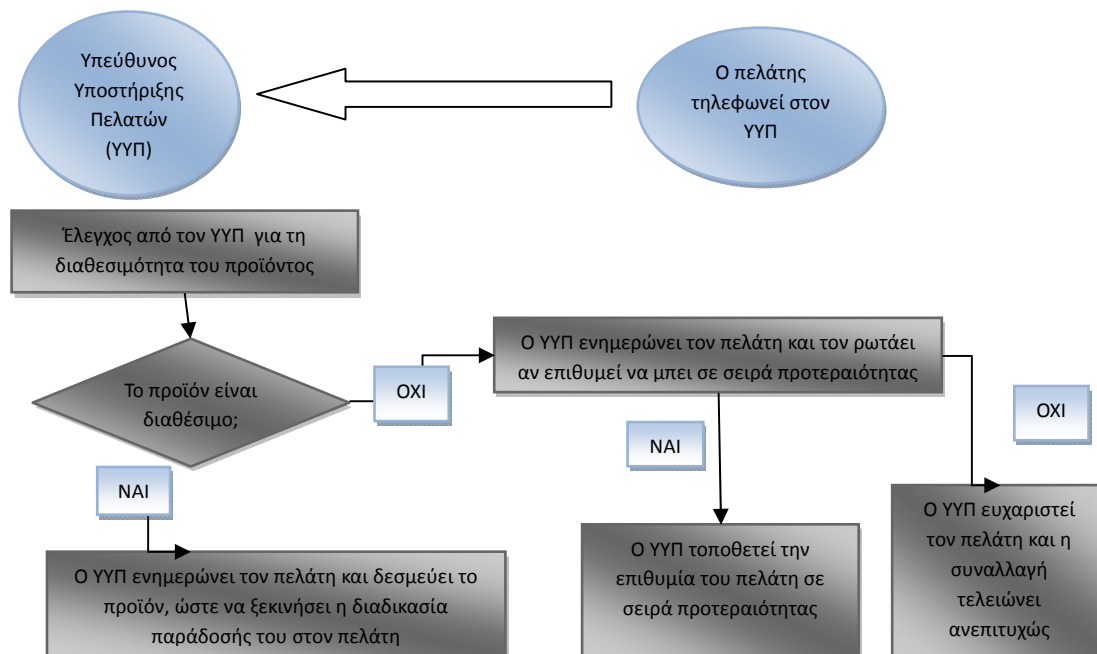 Υπεύθυνος
Υποστήριξης
Πελατών
(ΥΥΠ)
Ο πελάτης
τηλεφωνεί στον
ΥΥΠ
Έλεγχος από τον ΥΥΠ για τη
διαθεσιμότητα του προϊόντος
Το προϊόν είναι
διαθέσιμο;
ΟΧΙ
Ο ΥΥΠ ενημερώνει τον πελάτη και τον ρωτάει
αν επιθυμεί να μπει σε σειρά προτεραιότητας
ΟΧΙ
ΝΑΙ
ΝΑΙ
Ο ΥΥΠ ενημερώνει τον πελάτη και δεσμεύει το
προϊόν, ώστε να ξεκινήσει η διαδικασία
παράδοσής του στον πελάτη
Ο ΥΥΠ τοποθετεί την
επιθυμία του πελάτη σε
σειρά προτεραιότητας
Ο ΥΥΠ ευχαριστεί
τον πελάτη και η
συναλλαγή
τελειώνει
ανεπιτυχώς